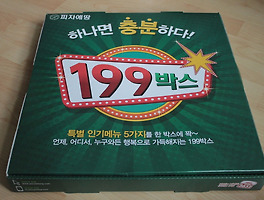 피자에땅
하나면 충분하다!
199박스
특별 인기메뉴 5가지를 한 박스에 꽉~
언제, 어디서, 누구와든 행복으로 가득해지는 199박스